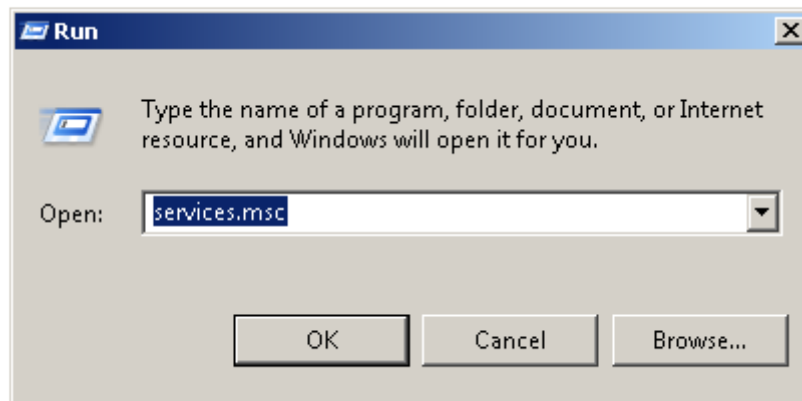 Run
Type the name of a program, folder, document, or Internet
resource, and Windows will open it for you.
Open: services.msc
OK Cancel Browse...